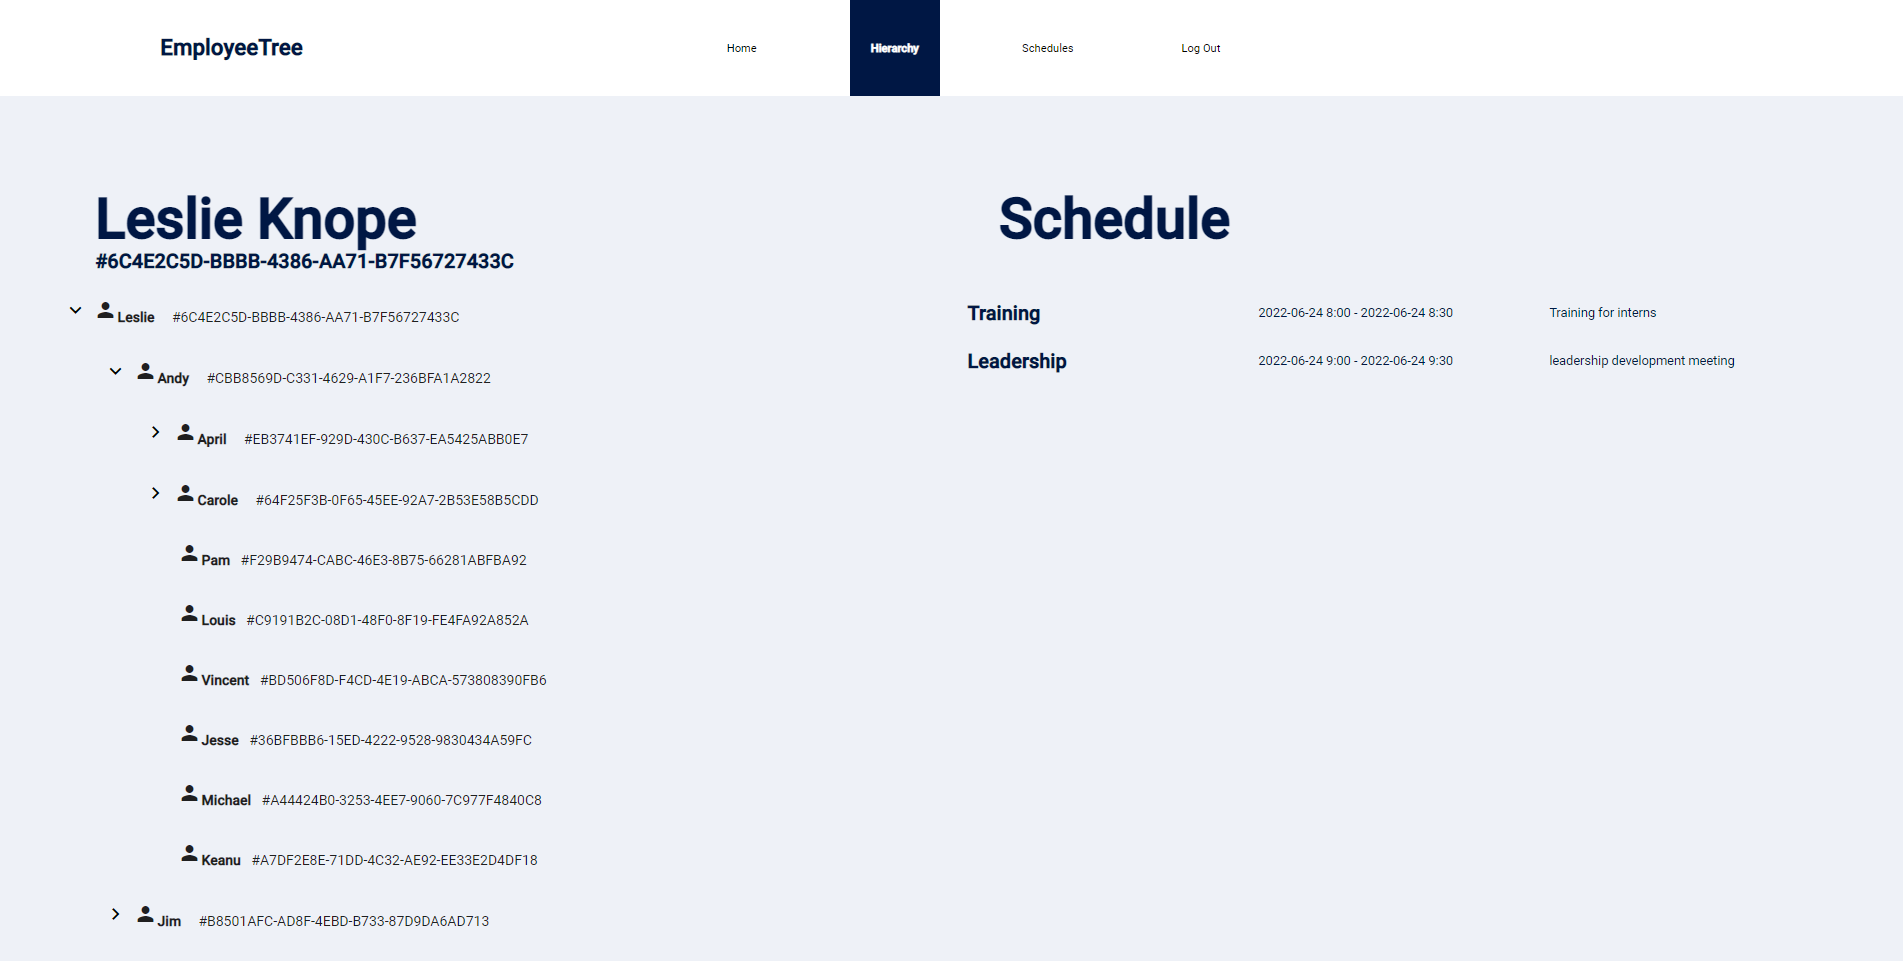 EmployeeTree
Home
Hierarchy
Schedules
Log Out
Leslie Knope
#6C4E2C5D-BBBB-4386-AA71-B7F56727433C
Leslie #6C4E2C5D-BBBB-4386-AA71-B7F56727433C
Andy #CBB8569D-C331-4629-A1F7-236BFA1A2822
April #EB3741EF-929D-430C-B637-EA5425ABB0E7
Carole #64F25F3B-0F65-45EE-92A7-2B53E58B5CDD
Pam #F29B9474-CABC-46E3-8B75-66281ABFBA92
Louis #C9191B2C-08D1-48F0-8F19-FE4FA92A852A
Vincent #BD506F8D-F4CD-4E19-ABCA-573808390FB6
Jesse #36BFBBB6-15ED-4222-9528-9830434A59FC
Michael #A44424B0-3253-4EE7-9060-7C977F4840C8
Keanu #A7DF2E8E-71DD-4C32-AE92-EE33E2D4DF18
Jim #B8501AFC-AD8F-4EBD-B733-87D9DA6AD713
Schedule
Training 2022-06-24 8:00 - 2022-06-24 8:30 Training for interns
Leadership 2022-06-24 9:00 - 2022-06-24 9:30 leadership development meeting